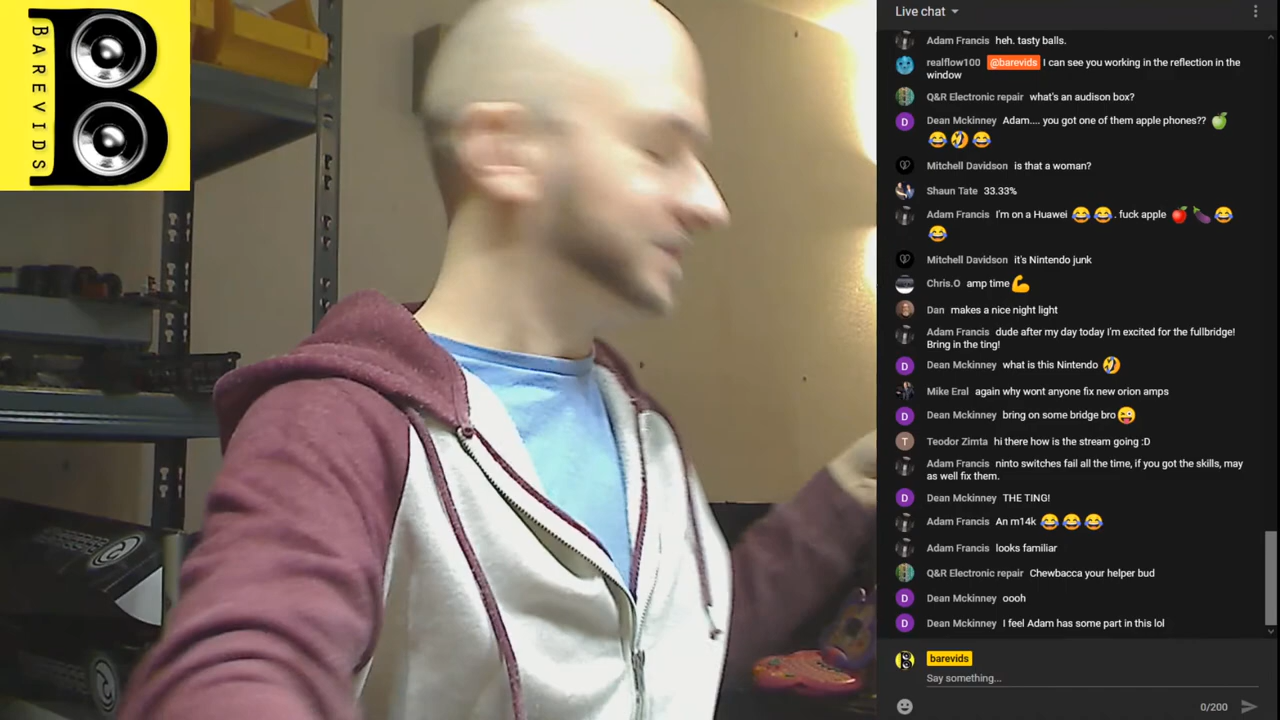 BAREVIDS
Live chat
Adam Francis heh. tasty balls.
realflow100 @barevids I can see you working in the reflection in the
window
Q&R Electronic repair what's an audison box?
Dean Mckinney Adam.... you got one of them apple phones?? 🍏
😂🤣😂
Mitchell Davidson is that a woman?
Shaun Tate 33.33%
Adam Francis I'm on a Huawei 😂😂. fuck apple 🍎🍆😂
😂
Mitchell Davidson it's Nintendo junk
Chris.O amp time💪
Dan makes a nice night light
Adam Francis dude after my day today I'm excited for the fullbridge!
Bring in the ting!
Dean Mckinney what is this Nintendo 🤣
Mike Eral again why wont anyone fix new orion amps
Dean Mckinney bring on some bridge bro😜
T Teodor Zimta hi there how is the stream going :D
Adam Francis ninto switches fail all the time, if you got the skills, may
as well fix them.
D Dean Mckinney THE TING!
Adam Francis An m14k 😂😂😂
Adam Francis looks familiar
Q&R Electronic repair Chewbacca your helper bud
D Dean Mckinney oooh
D Dean Mckinney I feel Adam has some part in this lol
barevids
Say something...
0/200